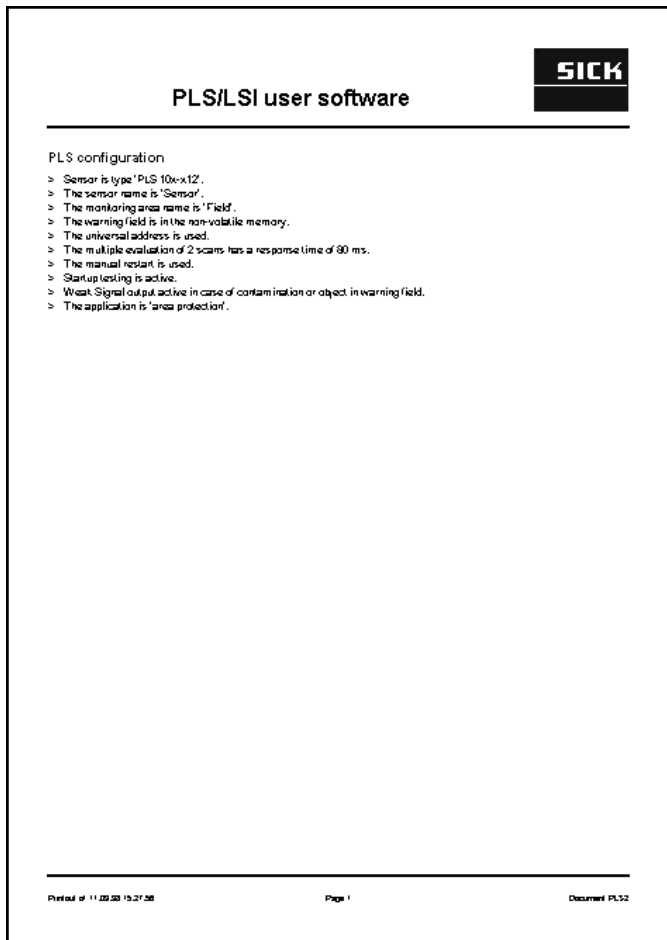 SICK
PLS/LSI user software
PLS configuration
> Sensor is type 'PLS 10x-x12'.
> The sensor name is 'Sensor'.
> The monitoring area name is 'Field'.
> The warning field is in the non-volatile memory.
> The universal address is used.
> The multiple evaluation of 2 scans has a response time of 80 ms.
> The manual restart is used.
> Startup testing is active.
> Weak Signal output active in case of contamination or object in warning field.
> The application is 'area protection'.
Printout of
Page 1
Document PLS-2